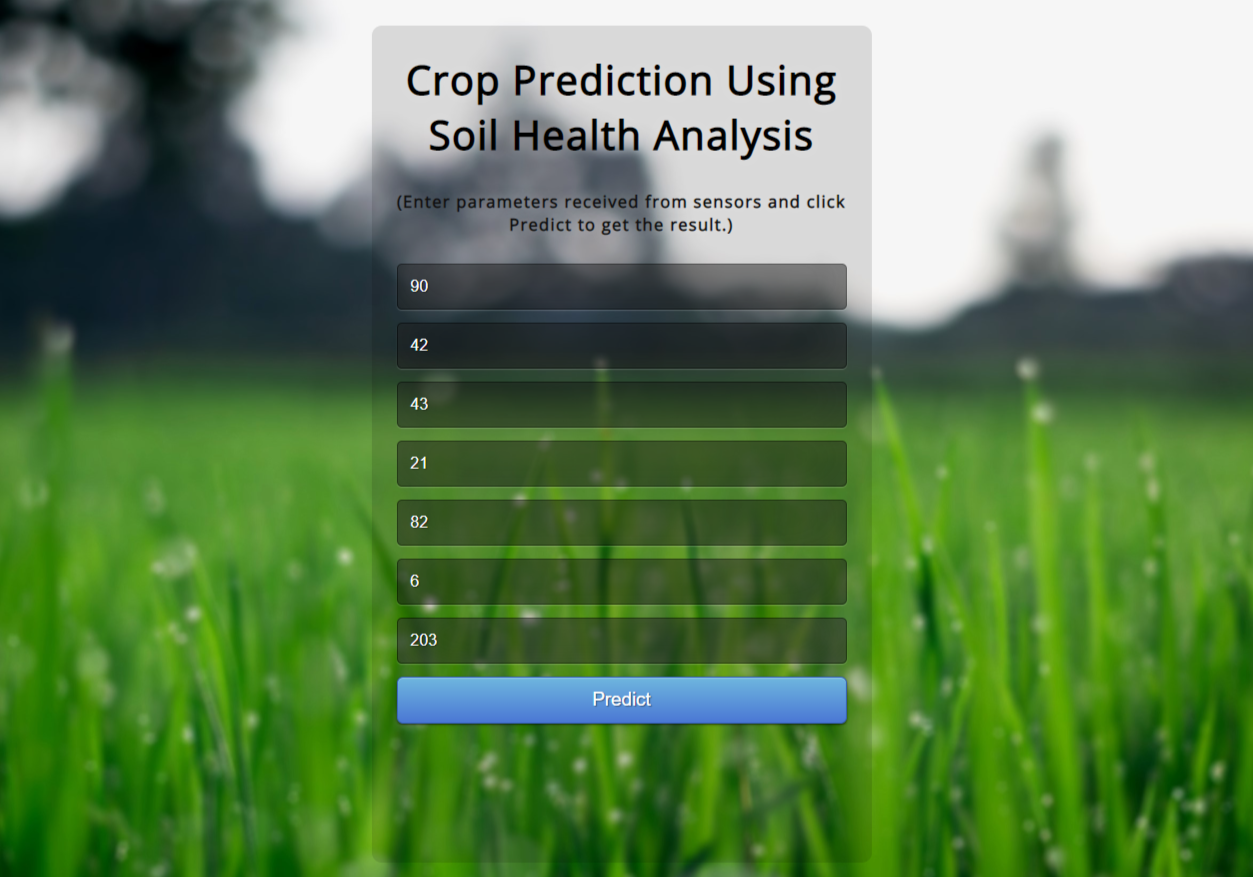 Crop Prediction Using
Soil Health Analysis
(Enter parameters received from sensors and click
Predict to get the result.)
90
42
43
21
82
6
203
Predict